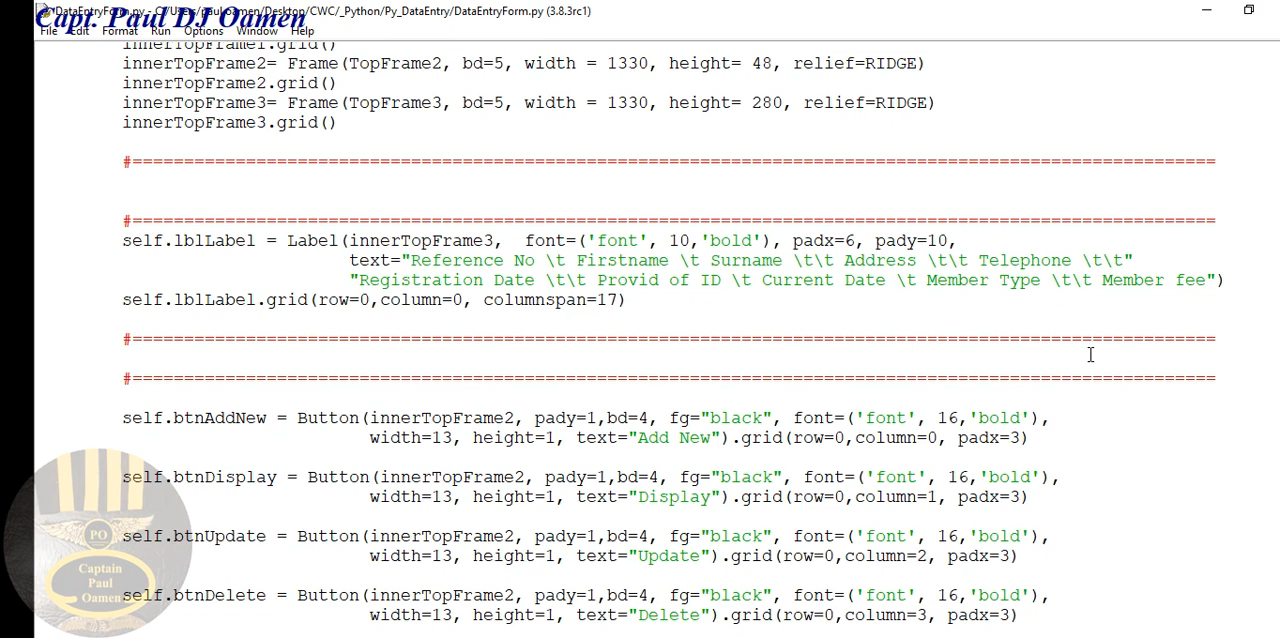 DataEntryForm.py - C:/Users/paul oamen/Desktop/CWC/_Python/Py_DataEntry/DataEntryForm.py (3.8.3rc1)
Capt. Paul DJ Oamen
File Edit Format Run Options Window Help
innerTopFrame1.grid()
innerTopFrame2= Frame(TopFrame2, bd=5, width = 1330, height= 48, relief=RIDGE)
innerTopFrame2.grid()
innerTopFrame3= Frame(TopFrame3, bd=5, width = 1330, height= 280, relief=RIDGE)
innerTopFrame3.grid()
#=========================================================================================================
#=========================================================================================================
self.lblLabel = Label(innerTopFrame3,  font=('font', 10,'bold'), padx=6, pady=10,
text="Reference No \t Firstname \t Surname \t\t Address \t\t Telephone \t\t"
"Registration Date \t\t Provid of ID \t Current Date \t Member Type \t\t Member fee")
self.lblLabel.grid(row=0,column=0, columnspan=17)
#=========================================================================================================
#=========================================================================================================
self.btnAddNew = Button(innerTopFrame2, pady=1,bd=4, fg="black", font=('font', 16,'bold'),
width=13, height=1, text="Add New").grid(row=0,column=0, padx=3)
self.btnDisplay = Button(innerTopFrame2, pady=1,bd=4, fg="black", font=('font', 16,'bold'),
width=13, height=1, text="Display").grid(row=0,column=1, padx=3)
self.btnUpdate = Button(innerTopFrame2, pady=1,bd=4, fg="black", font=('font', 16,'bold'),
width=13, height=1, text="Update").grid(row=0,column=2, padx=3)
self.btnDelete = Button(innerTopFrame2, pady=1,bd=4, fg="black", font=('font', 16,'bold'),
width=13, height=1, text="Delete").grid(row=0,column=3, padx=3)
PO
Captain
Paul
Oamen